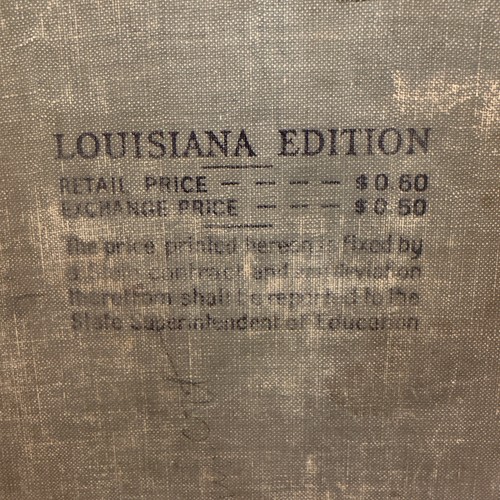 LOUISIANA EDITION
RETAIL PRICE — — — — $0.60
EXCHANGE PRICE — — — $0.50
The price printed hereon is fixed by
a State contract and any deviation
therefrom shall be reported to the
State Superintendent of Education